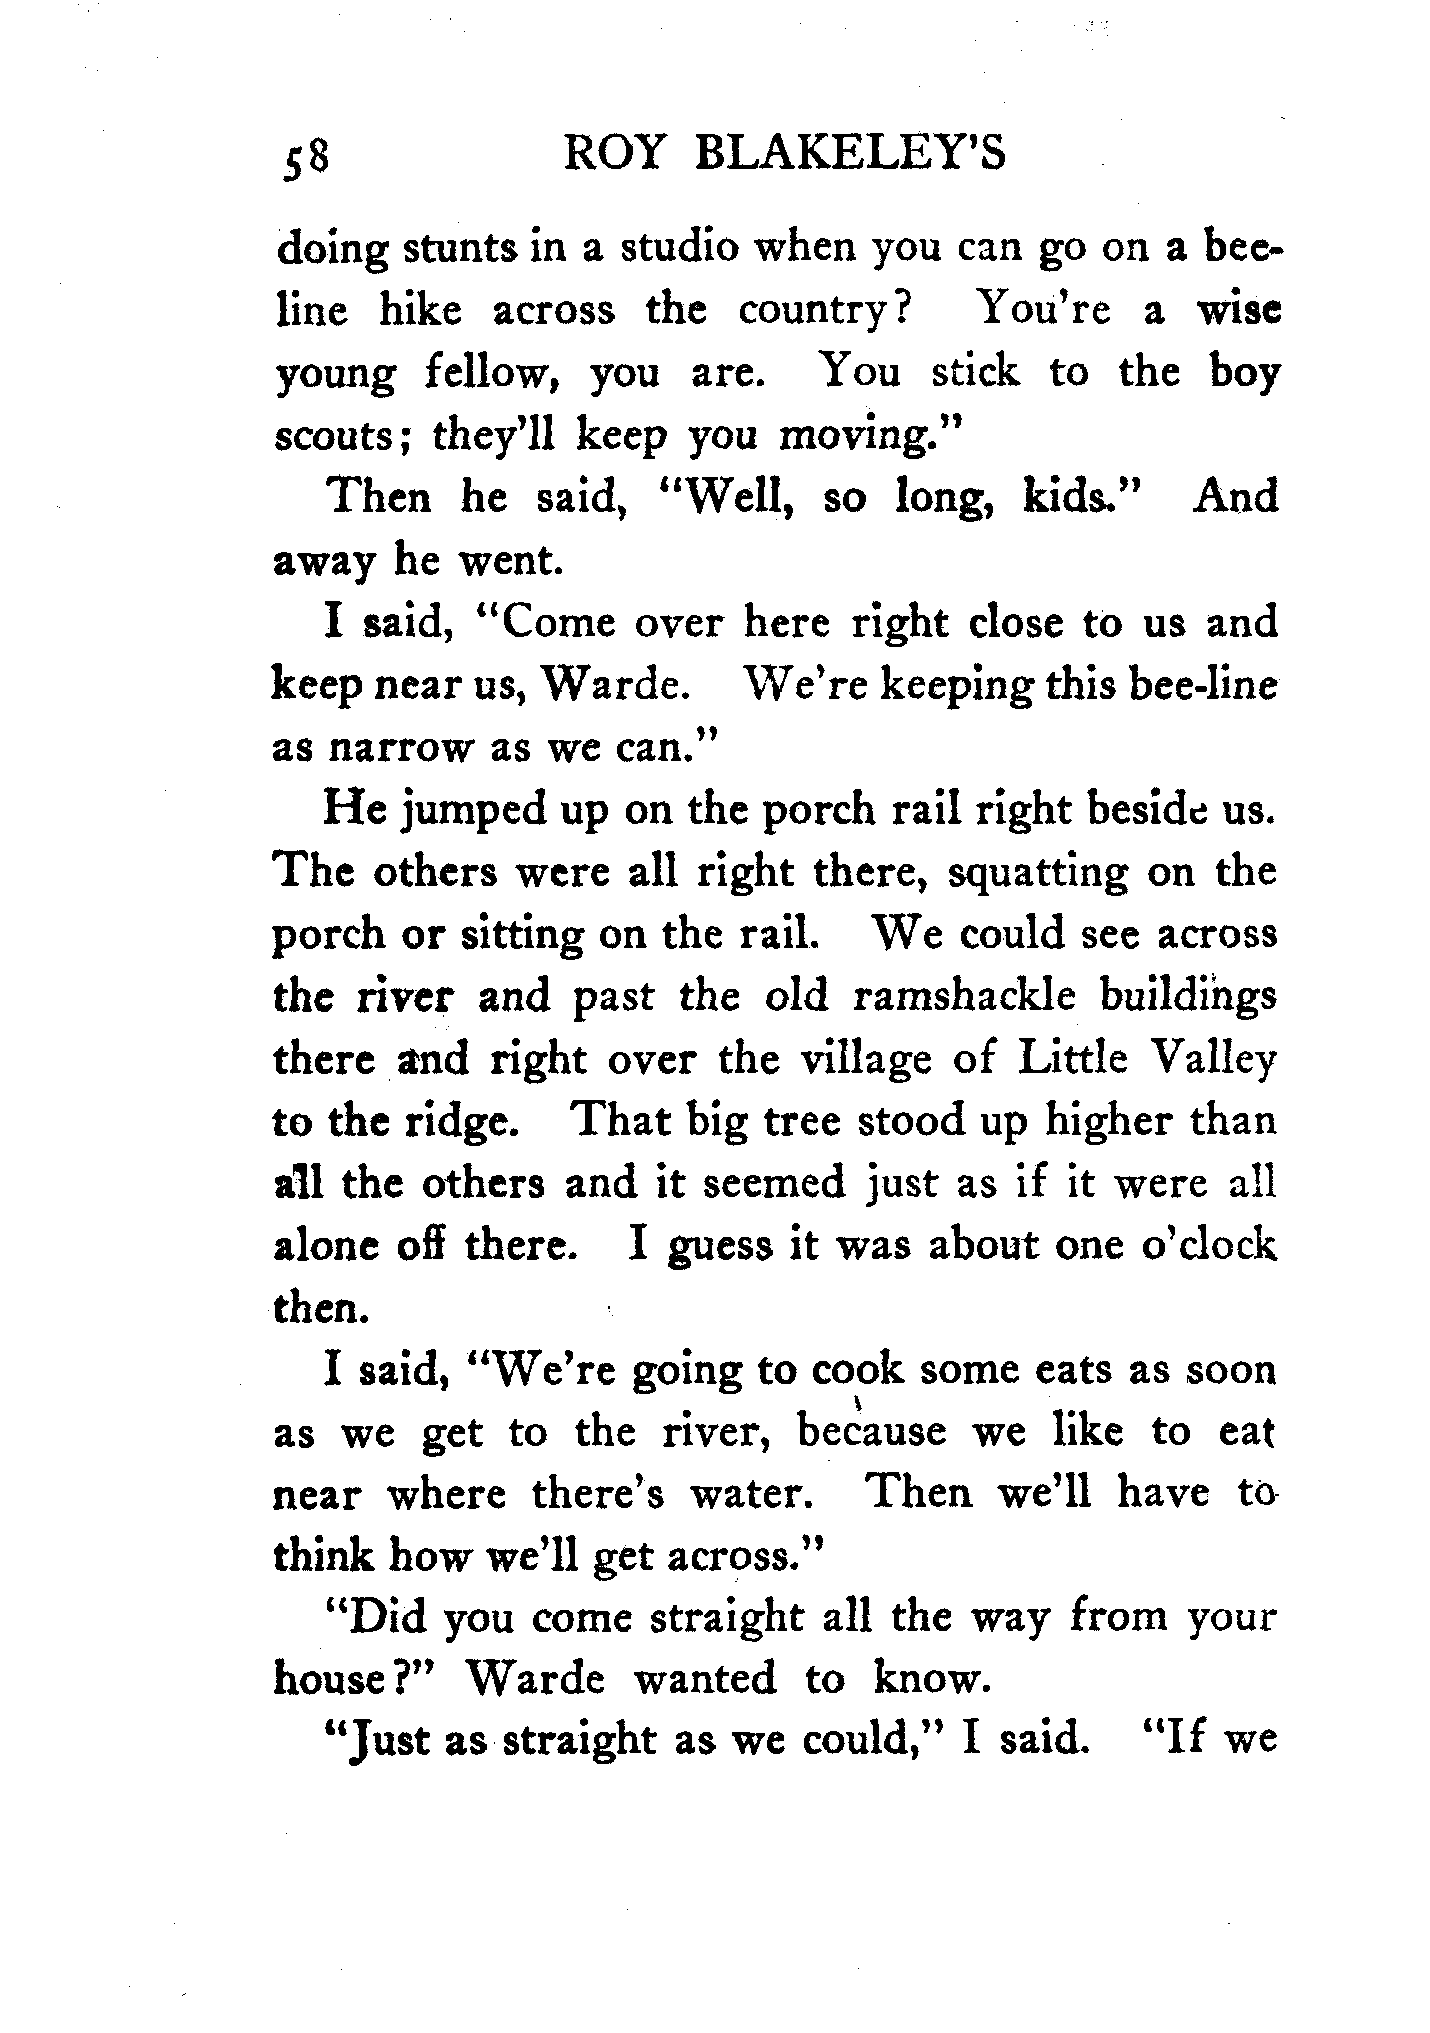 58 ROY BLAKELEY'S
doing stunts in a studio when you can go on a bee-
line hike across the country? You're a wise
young fellow, you are. You stick to the boy
scouts; they'll keep you moving."
Then he said, "Well, so long, kids." And
away he went.
I said, "Come over here right close to us and
keep near us, Warde. We're keeping this bee-line
as narrow as we can."
He jumped up on the porch rail right beside us.
The others were all right there, squatting on the
porch or sitting on the rail. We could see across
the river and past the old ramshackle buildings
there and right over the village of Little Valley
to the ridge. That big tree stood up higher than
all the others and it seemed just as if it were all
alone off there. I guess it was about one o'clock
then.
I said, "We're going to cook some eats as soon
as we get to the river, because we like to eat
near where there's water. Then we'll have to
think how we'll get across."
"Did you come straight all the way from your
house?" Warde wanted to know.
"Just as straight as we could," I said. "If we